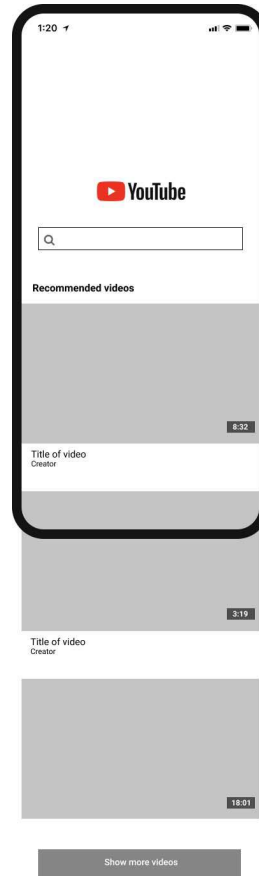 1:20
YouTube
Recommended videos
8:32
Title of video
Creator
3:19
Title of video
Creator
18:01
Show more videos